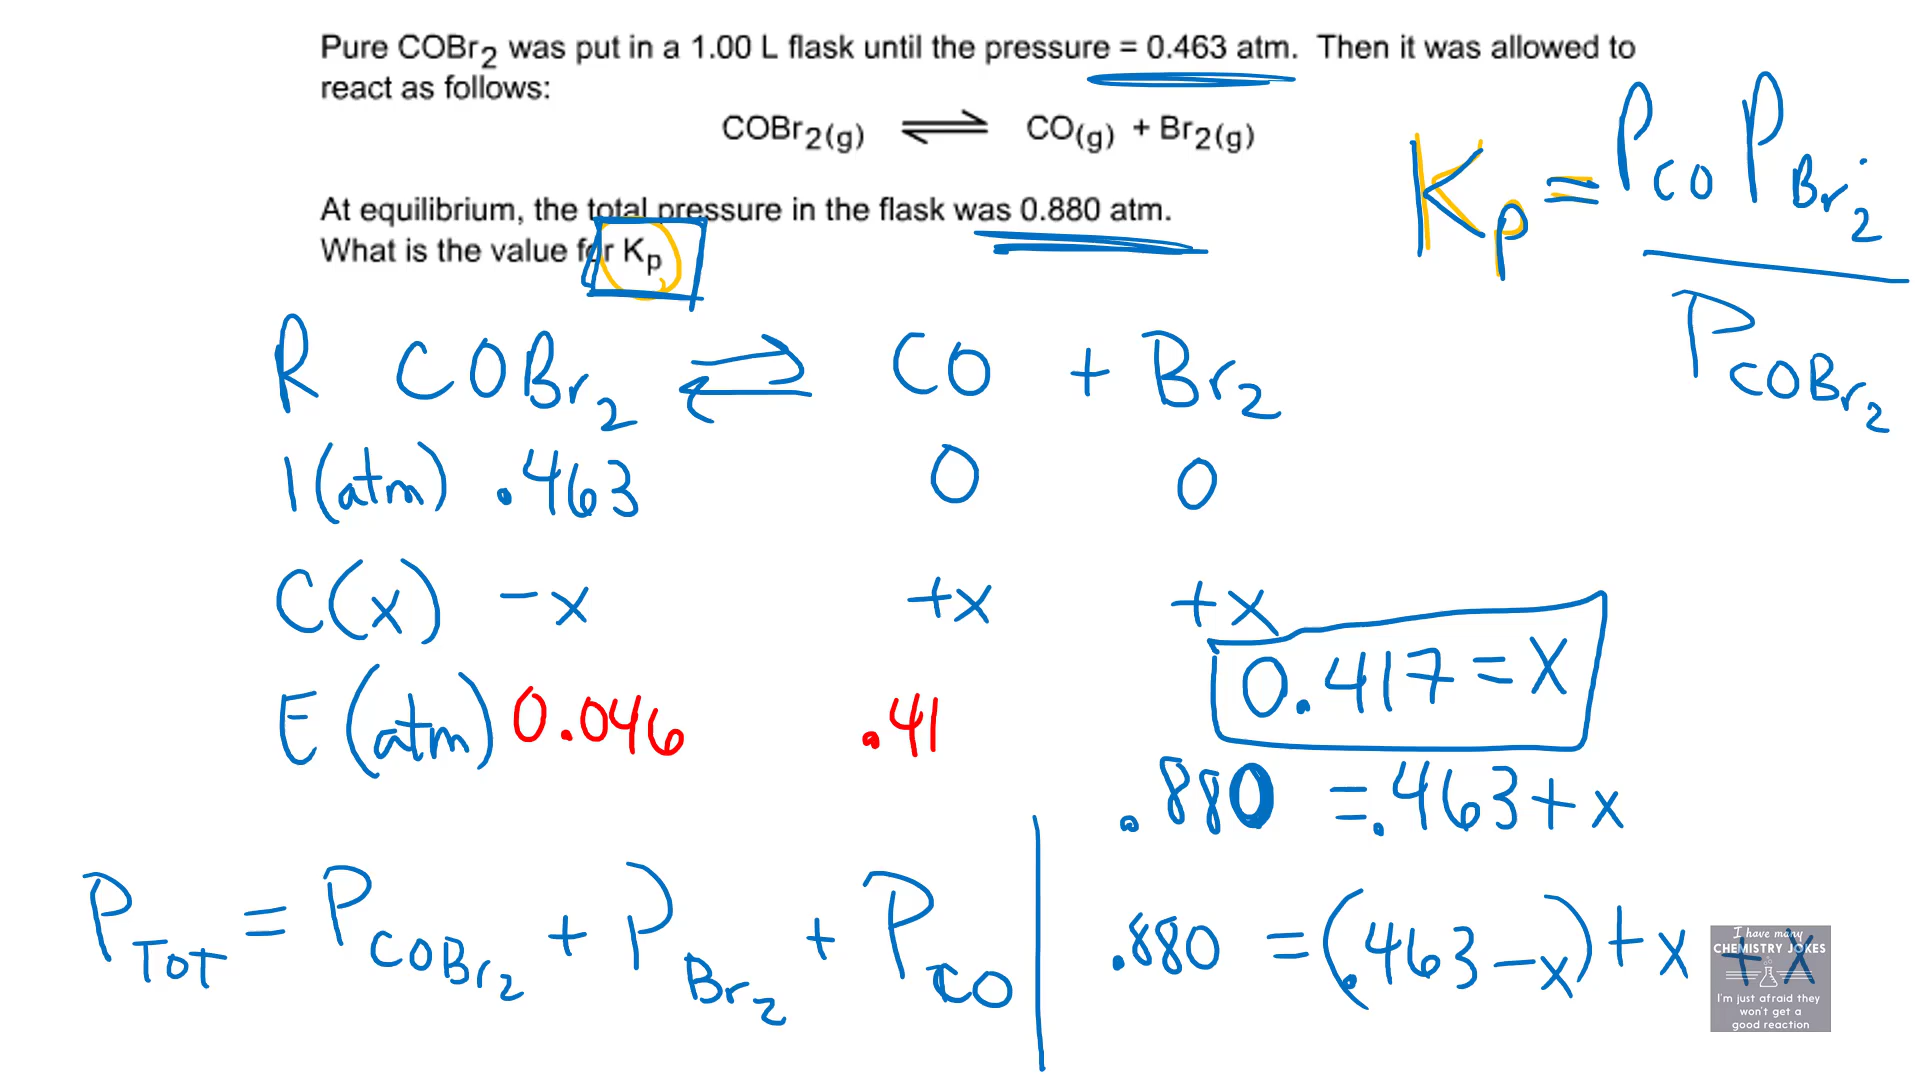 Pure COBr2 was put in a 1.00 L flask until the pressure = 0.463 atm. Then it was allowed to
react as follows:
COBr2(g) ⇌ CO(g) + Br2(g)
At equilibrium, the total pressure in the flask was 0.880 atm.
What is the value for Kp
Kp = PCO PBr2
PCOBr2
R COBr2 ⇌ CO + Br2
I (atm) .463 0 0
C (x) -x +x +x
0.417 = x
E (atm) 0.046 .41
.880 = .463 + x
PTOT = PCOBr2 + PBr2 + PCO
.880 = (.463 - x) + x + x
I have many
CHEMISTRY JOKES
I'm just afraid they
won't get a
good reaction